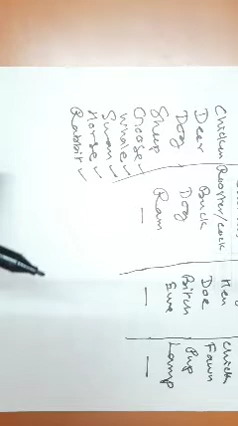 Chicken Rooster/cock Hen Chick
Deer Buck Doe Fawn
Dog Dog Bitch Pup
Sheep Ram Ewe Lamp
Goose — — —
Whale
Swan
Horse
Rabbit